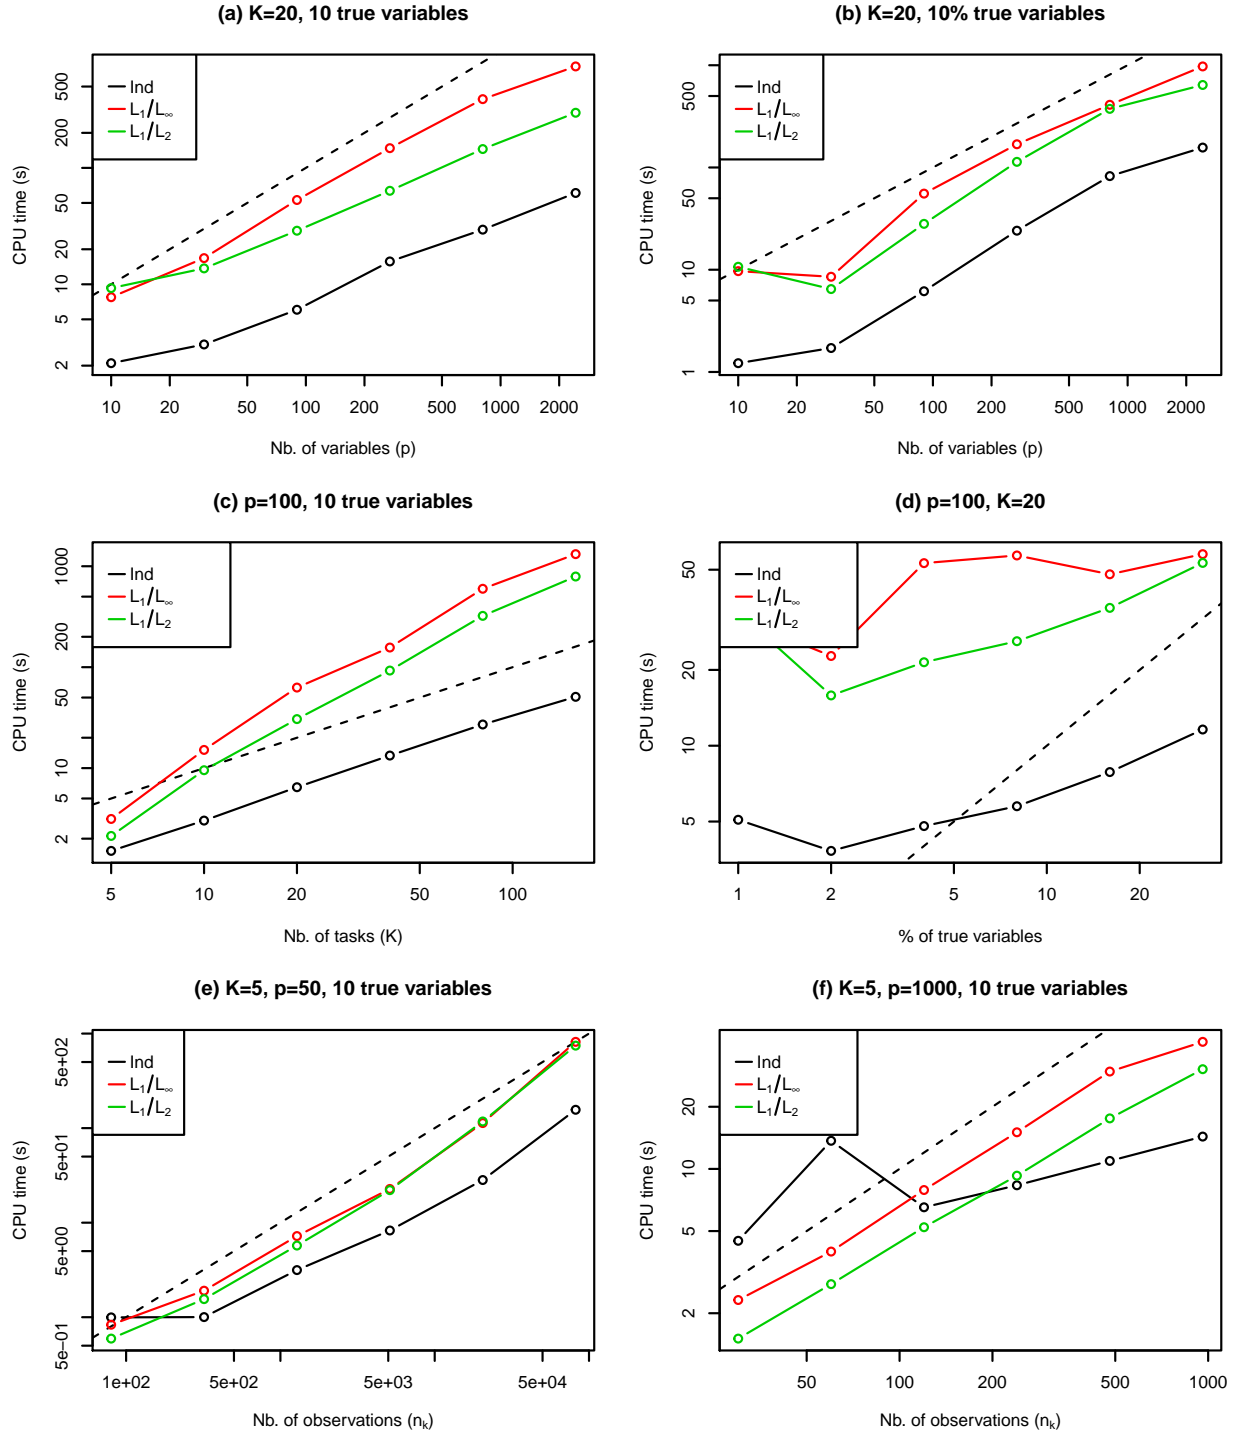 (a) K=20, 10 true variables
Ind
L₁/L∞
L₁/L₂
CPU time (s)
500
200
50
20
10
5
2
10 20 50 100 200 500 1000 2000
Nb. of variables (p)
(b) K=20, 10% true variables
Ind
L₁/L∞
L₁/L₂
CPU time (s)
500
100
50
10
5
1
10 20 50 100 200 500 1000 2000
Nb. of variables (p)
(c) p=100, 10 true variables
Ind
L₁/L∞
L₁/L₂
CPU time (s)
1000
200
50
10
5
2
5 10 20 50 100
Nb. of tasks (K)
(d) p=100, K=20
Ind
L₁/L∞
L₁/L₂
CPU time (s)
50
20
10
5
1 2 5 10 20
% of true variables
(e) K=5, p=50, 10 true variables
Ind
L₁/L∞
L₁/L₂
CPU time (s)
5e+02
5e+01
5e+00
5e−01
1e+02 5e+02 5e+03 5e+04
Nb. of observations (nₖ)
(f) K=5, p=1000, 10 true variables
Ind
L₁/L∞
L₁/L₂
CPU time (s)
20
10
5
2
50 100 200 500 1000
Nb. of observations (nₖ)